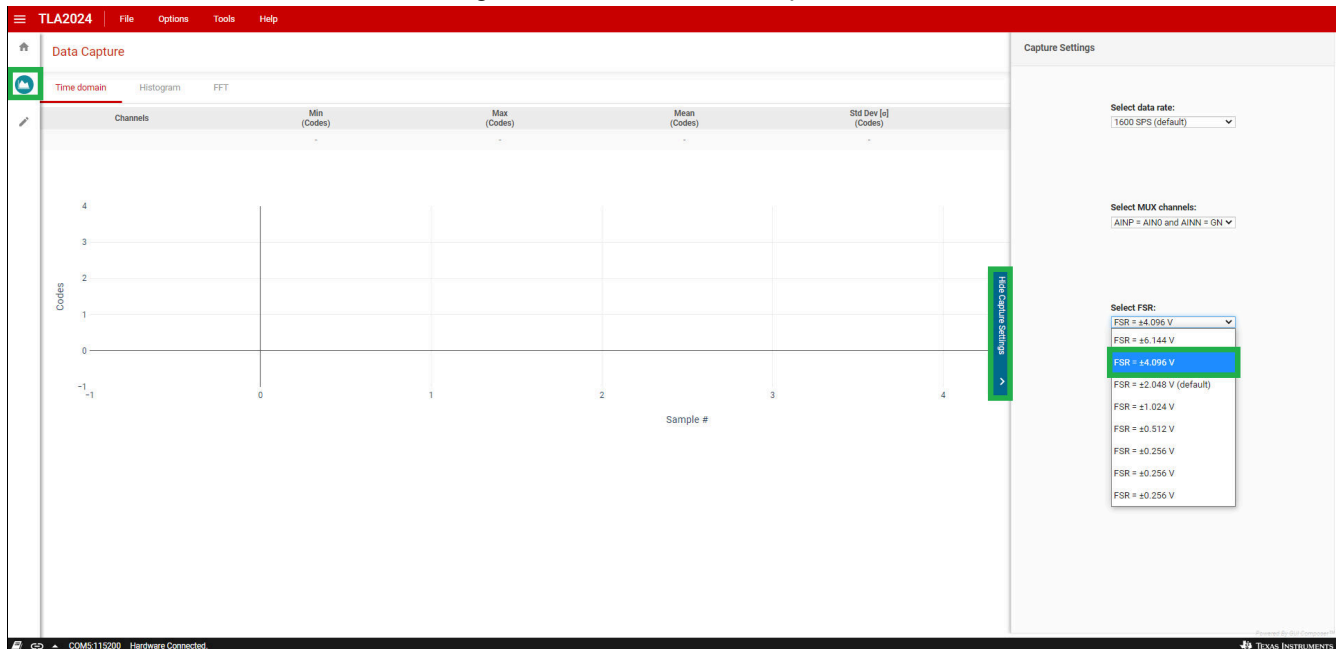 TLA2024 File Options Tools Help
Data Capture
Capture Settings
Time domain Histogram FFT
Channels Min (Codes) Max (Codes) Mean (Codes) Std Dev [σ] (Codes)
- - - -
Select data rate:
1600 SPS (default)
Select MUX channels:
AINP = AIN0 and AINN = GN
Select FSR:
FSR = ±4.096 V
FSR = ±6.144 V
FSR = ±4.096 V
FSR = ±2.048 V (default)
FSR = ±1.024 V
FSR = ±0.512 V
FSR = ±0.256 V
FSR = ±0.256 V
FSR = ±0.256 V
Hide Capture Settings
Codes
4
3
2
1
0
−1
−1 0 1 2 3 4
Sample #
Powered By GUI Composer™
COM5:115200 Hardware Connected.
TEXAS INSTRUMENTS